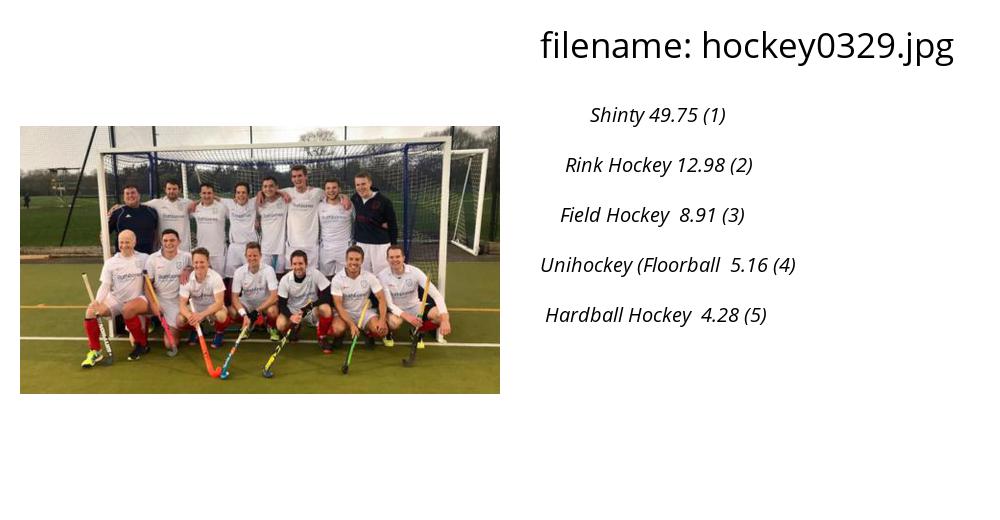 filename: hockey0329.jpg
Shinty 49.75 (1)
Rink Hockey 12.98 (2)
Field Hockey 8.91 (3)
Unihockey (Floorball 5.16 (4)
Hardball Hockey 4.28 (5)